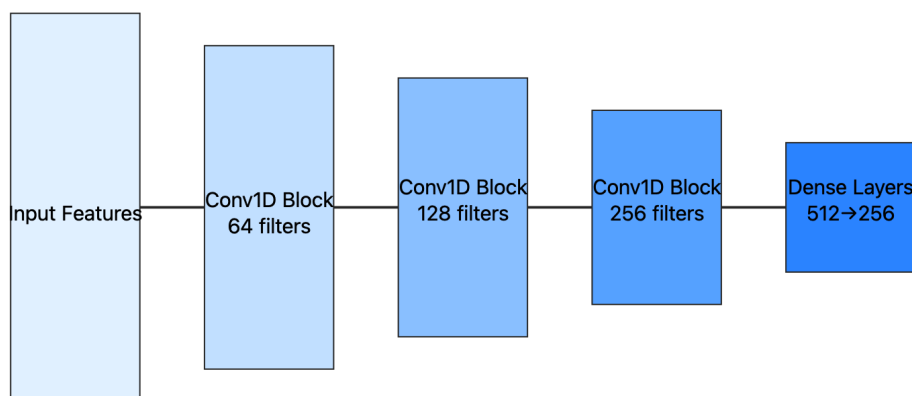 Input Features
Conv1D Block
64 filters
Conv1D Block
128 filters
Conv1D Block
256 filters
Dense Layers
512→256